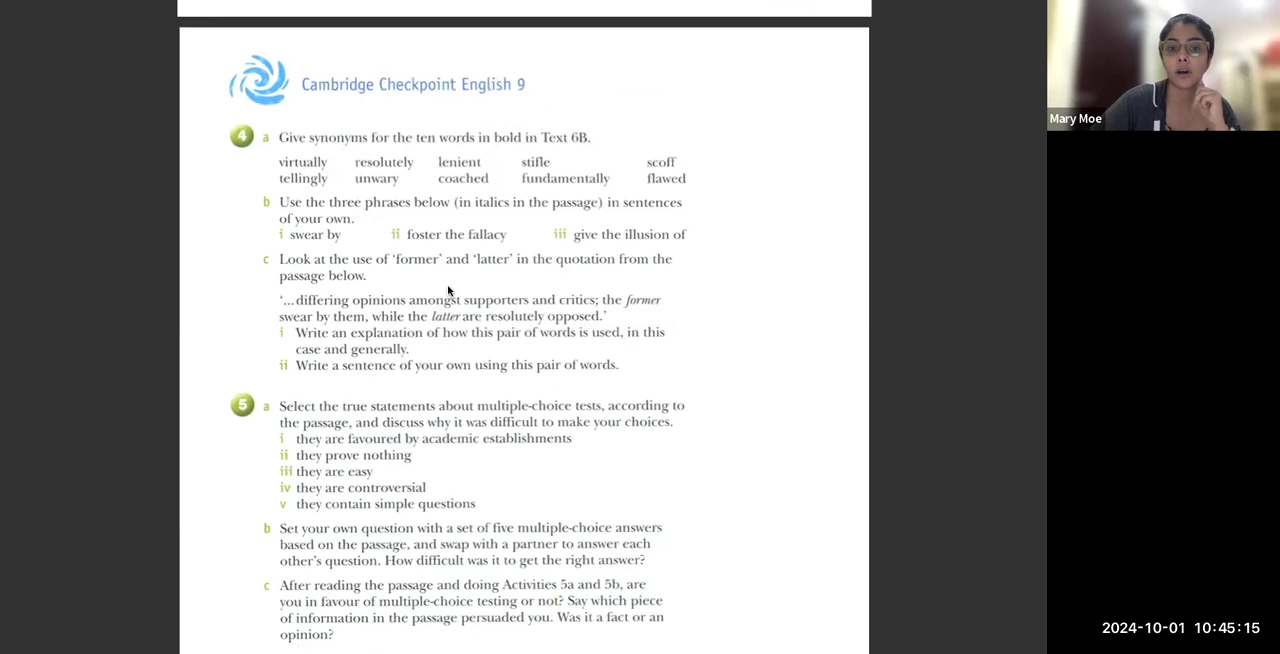 Cambridge Checkpoint English 9
4 a Give synonyms for the ten words in bold in Text 6B.
virtually resolutely lenient stifle scoff
tellingly unwary coached fundamentally flawed
b Use the three phrases below (in italics in the passage) in sentences
of your own.
i swear by ii foster the fallacy iii give the illusion of
c Look at the use of ‘former’ and ‘latter’ in the quotation from the
passage below.
‘... differing opinions amongst supporters and critics; the former
swear by them, while the latter are resolutely opposed.’
i Write an explanation of how this pair of words is used, in this
case and generally.
ii Write a sentence of your own using this pair of words.
5 a Select the true statements about multiple-choice tests, according to
the passage, and discuss why it was difficult to make your choices.
i they are favoured by academic establishments
ii they prove nothing
iii they are easy
iv they are controversial
v they contain simple questions
b Set your own question with a set of five multiple-choice answers
based on the passage, and swap with a partner to answer each
other’s question. How difficult was it to get the right answer?
c After reading the passage and doing Activities 5a and 5b, are
you in favour of multiple-choice testing or not? Say which piece
of information in the passage persuaded you. Was it a fact or an
opinion?
Mary Moe
2024-10-01 10:45:15